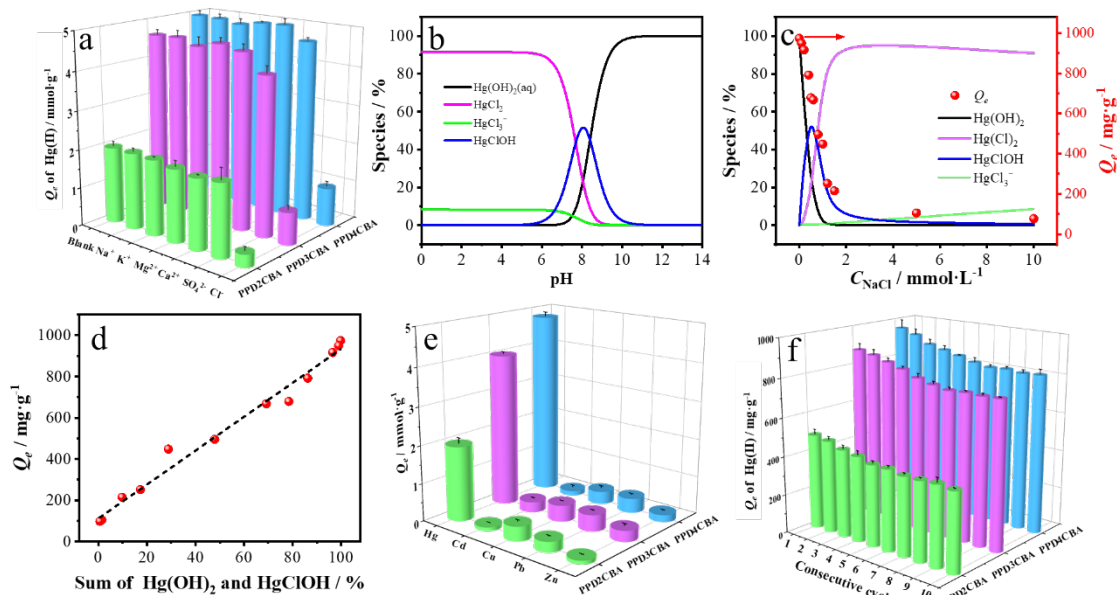 a
Qe of Hg(II) / mmol·g-1
5
4
3
2
1
0
Blank Na+ K+ Mg2+ Ca2+ SO42- Cl-
PPD2CBA
PPD3CBA
PPD4CBA
b
Species / %
100
80
60
40
20
0
Hg(OH)2(aq)
HgCl2
HgCl3-
HgClOH
0 2 4 6 8 10 12 14
pH
c
Species / %
100
80
60
40
20
0
Qe
Hg(OH)2
Hg(Cl)2
HgClOH
HgCl3-
1000
800
600
400
200
0
Qe / mg·g-1
0 2 4 6 8 10
CNaCl / mmol·L-1
d
Qe / mg·g-1
1000
800
600
400
200
0
0 20 40 60 80 100
Sum of Hg(OH)2 and HgClOH / %
e
Qe / mmol·g-1
5
4
3
2
1
0
Hg Cd Cu Pb Zn
PPD2CBA
PPD3CBA
PPD4CBA
f
Qe of Hg(II) / mg·g-1
1000
800
600
400
200
0
1 2 3 4 5 6 7 8 9 10
Consecutive cycl
PPD2CBA
PPD3CBA
PPD4CBA